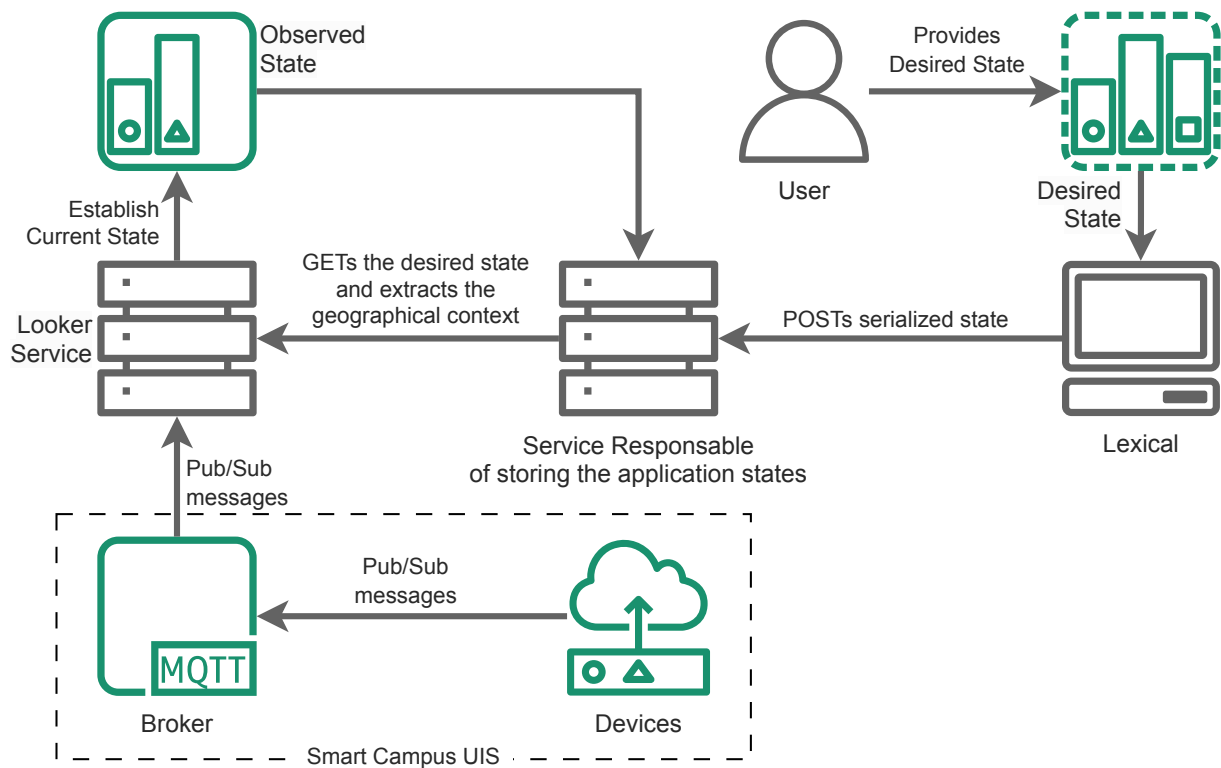 Observed
State
Provides
Desired State
User
Desired
State
Establish
Current State
GETs the desired state
and extracts the
geographical context
POSTs serialized state
Looker
Service
Service Responsable
of storing the application states
Lexical
Pub/Sub
messages
Pub/Sub
messages
MQTT
Broker
Devices
Smart Campus UIS